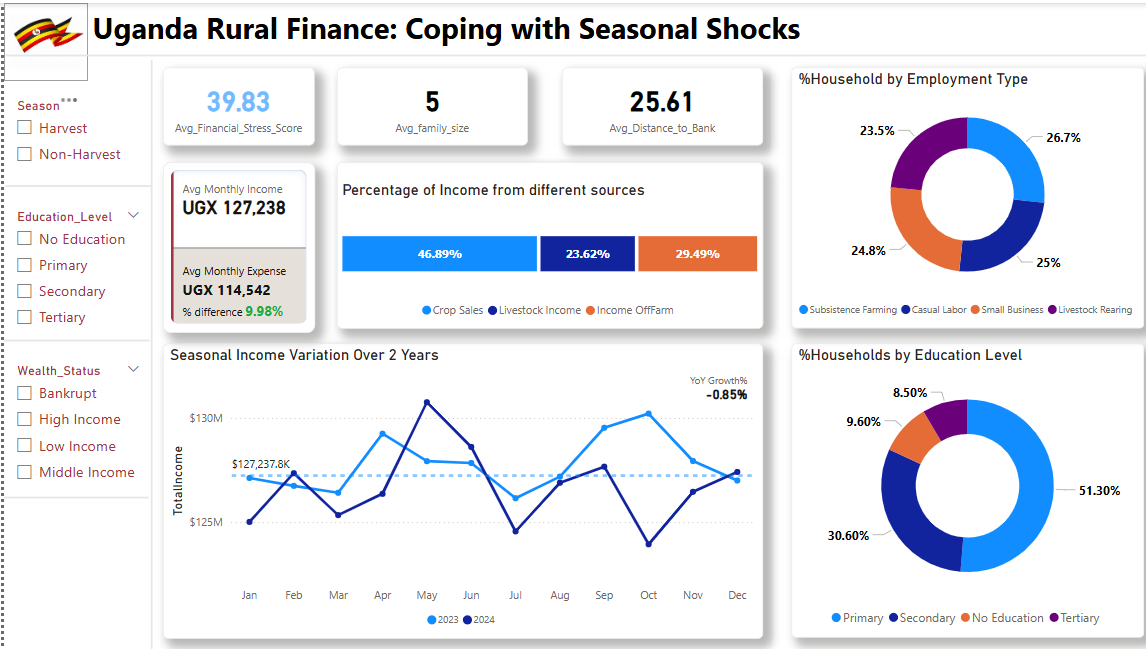 Uganda Rural Finance: Coping with Seasonal Shocks
Season
Harvest
Non-Harvest
Education_Level
No Education
Primary
Secondary
Tertiary
Wealth_Status
Bankrupt
High Income
Low Income
Middle Income
39.83
Avg_Financial_Stress_Score
5
Avg_family_size
25.61
Avg_Distance_to_Bank
Avg Monthly Income
UGX 127,238
Avg Monthly Expense
UGX 114,542
% difference 9.98%
Percentage of Income from different sources
46.89% 23.62% 29.49%
Crop Sales Livestock Income Income OffFarm
Seasonal Income Variation Over 2 Years
YoY Growth%
-0.85%
TotalIncome
$130M
$127,237.8K
$125M
Jan Feb Mar Apr May Jun Jul Aug Sep Oct Nov Dec
2023 2024
%Household by Employment Type
23.5%
26.7%
24.8%
25%
Subsistence Farming Casual Labor Small Business Livestock Rearing
%Households by Education Level
8.50%
9.60%
51.30%
30.60%
Primary Secondary No Education Tertiary